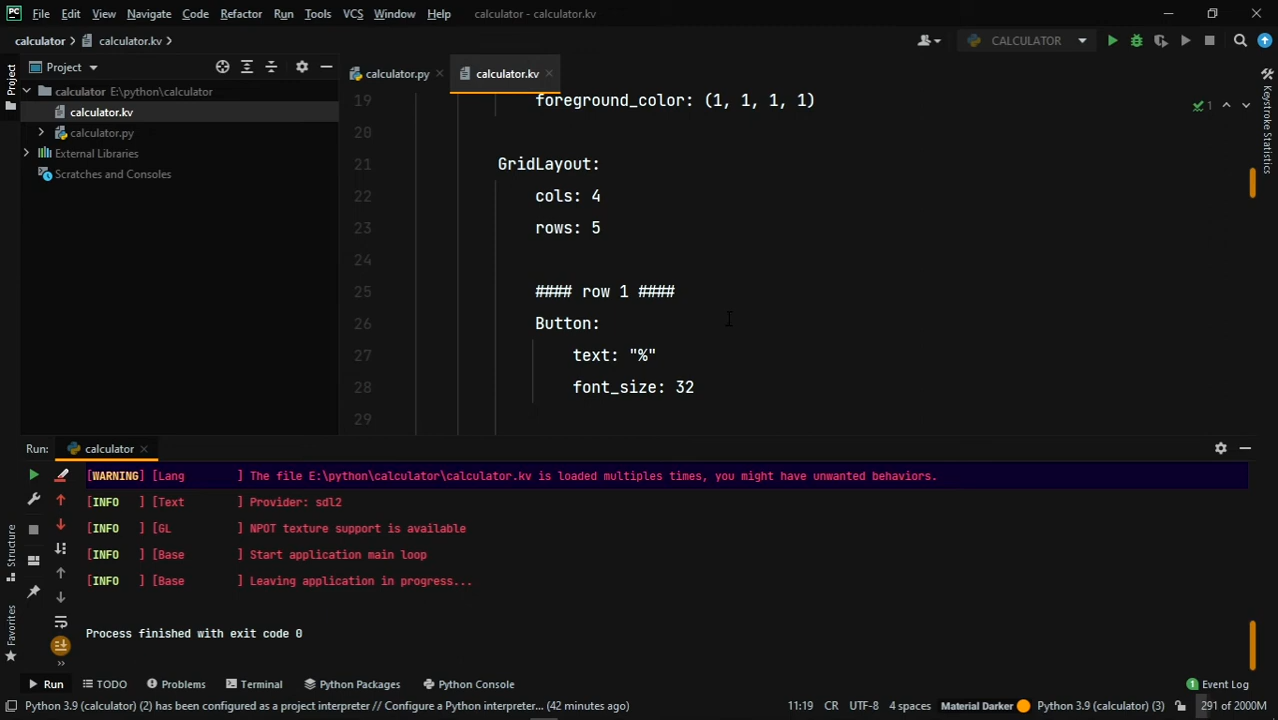 PC File Edit View Navigate Code Refactor Run Tools VCS Window Help calculator - calculator.kv
calculator calculator.kv CALCULATOR
Project
calculator.py calculator.kv
calculator E:\python\calculator
calculator.kv
calculator.py
External Libraries
Scratches and Consoles
Project
Structure
Favorites
Keystroke Statistics
1
19 foreground_color: (1, 1, 1, 1)
20
21 GridLayout:
22 cols: 4
23 rows: 5
24
25 #### row 1 ####
26 Button:
27 text: "%"
28 font_size: 32
29
Run: calculator
[WARNING] [Lang ] The file E:\python\calculator\calculator.kv is loaded multiples times, you might have unwanted behaviors.
[INFO ] [Text ] Provider: sdl2
[INFO ] [GL ] NPOT texture support is available
[INFO ] [Base ] Start application main loop
[INFO ] [Base ] Leaving application in progress...
Process finished with exit code 0
>>
Run TODO Problems Terminal Python Packages Python Console 1 Event Log
Python 3.9 (calculator) (2) has been configured as a project interpreter // Configure a Python interpreter... (42 minutes ago) 11:19 CR UTF-8 4 spaces Material Darker Python 3.9 (calculator) (3) 291 of 2000M